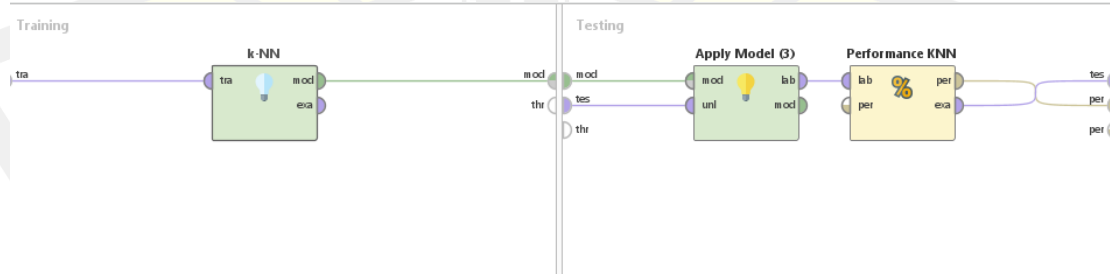 Training
Testing
k-NN
Apply Model (3)
Performance KNN
tra
tra
mod
exa
mod
thr
mod
tes
thr
mod
unl
lab
mod
lab
per
%
per
exa
tes
per
per